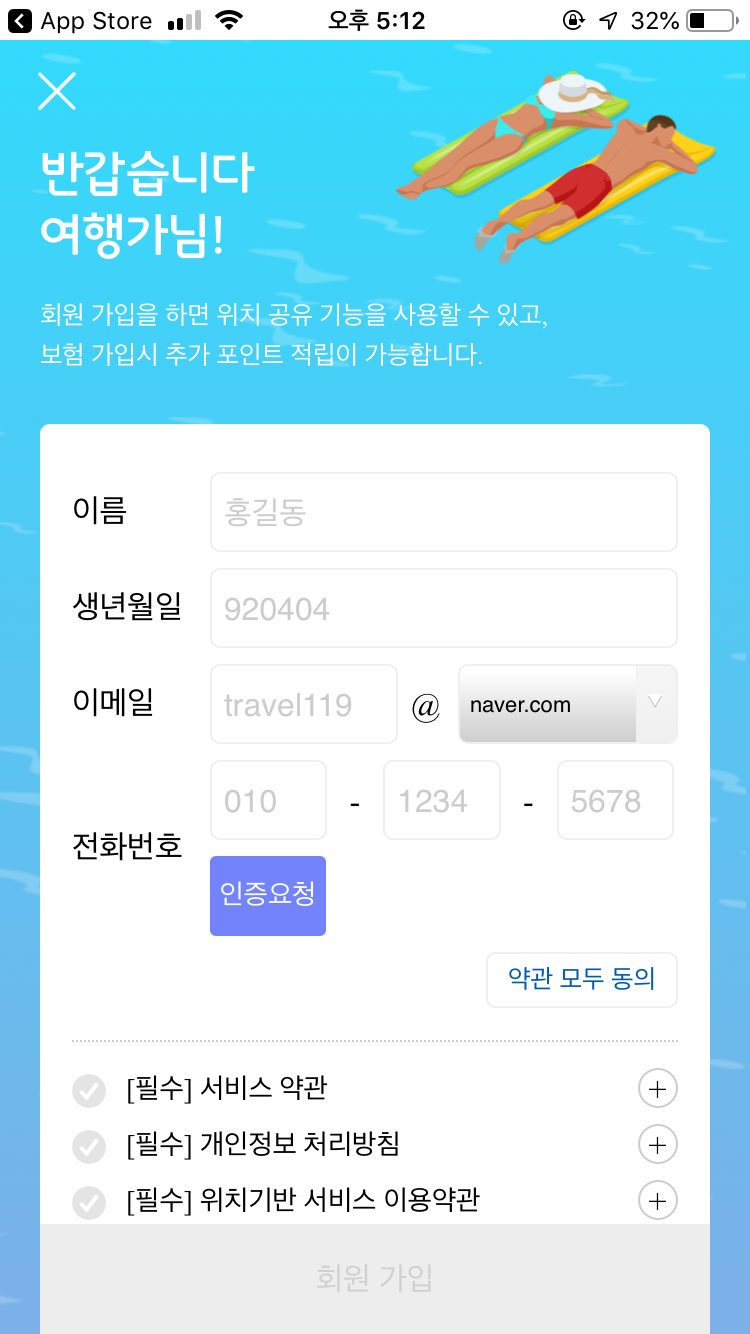 App Store
오후 5:12
32%
반갑습니다
여행가님!
회원 가입을 하면 위치 공유 기능을 사용할 수 있고,
보험 가입시 추가 포인트 적립이 가능합니다.
이름
홍길동
생년월일
920404
이메일
travel119 @ naver.com
전화번호
010 - 1234 - 5678
인증요청
약관 모두 동의
[필수] 서비스 약관
[필수] 개인정보 처리방침
[필수] 위치기반 서비스 이용약관
회원 가입